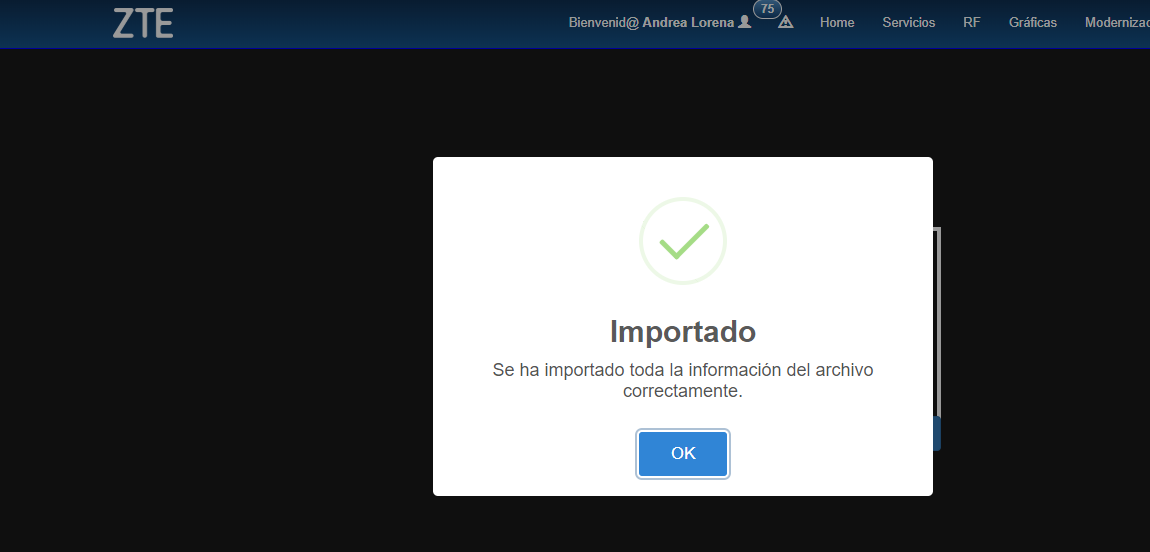 ZTE
Bienvenid@ Andrea Lorena 75 Home Servicios RF Gráficas
Importado
Se ha importado toda la información del archivo
correctamente.
OK